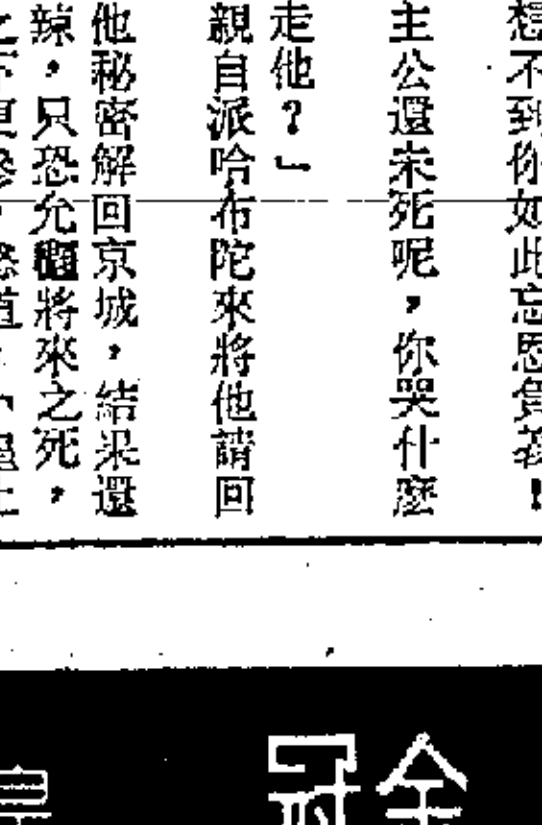 想不到你如此忘恩負義!
主公還未死呢,你哭什麼
走他?」
親自派哈布陀來將他請回
他秘密解回京城,結果還
辣,只恐允䄉將來之死,